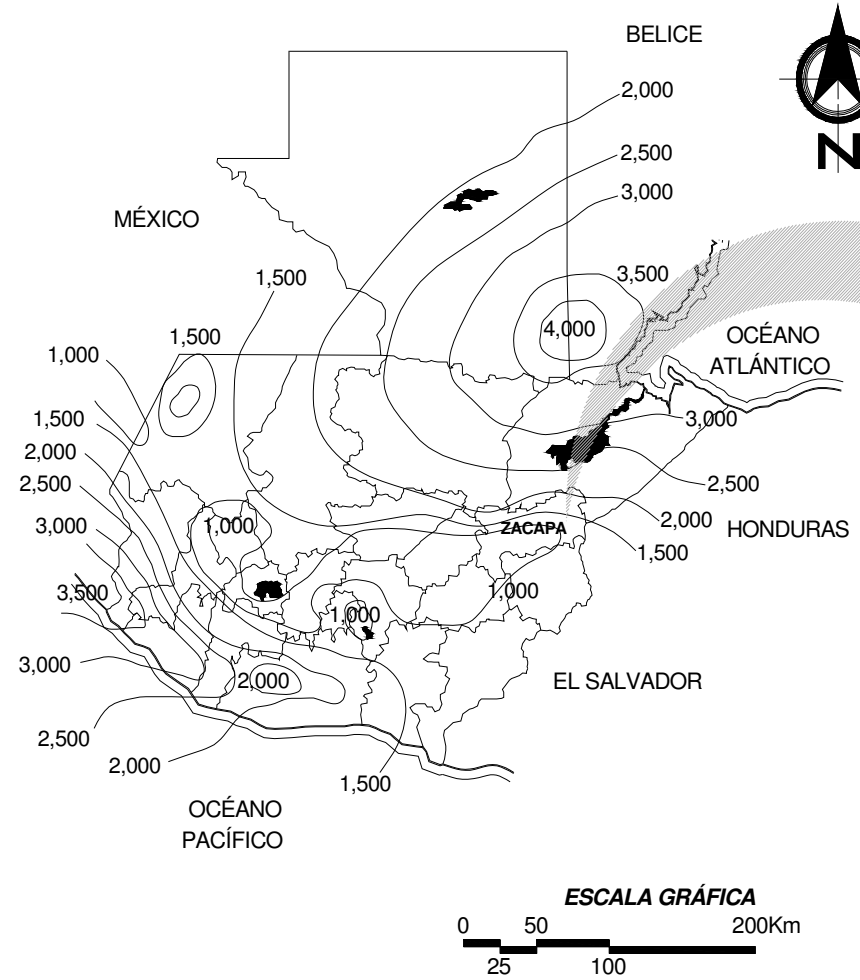 BELICE
2,000
2,500
3,000
N
MÉXICO
1,500
3,500
1,500
4,000
OCÉANO
ATLÁNTICO
1,000
1,500
3,000
2,000
2,500
2,500
3,000
1,000
ZACAPA
2,000
HONDURAS
1,500
3,500
1,000
1,000
3,000
2,000
EL SALVADOR
2,500
2,000
1,500
OCÉANO
PACÍFICO
ESCALA GRÁFICA
0 50 200Km
25 100